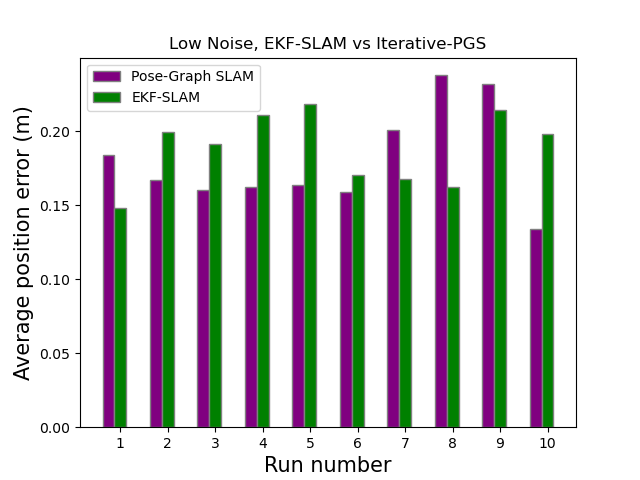 Low Noise, EKF-SLAM vs Iterative-PGS
Pose-Graph SLAM
EKF-SLAM
Average position error (m)
0.20
0.15
0.10
0.05
0.00
1 2 3 4 5 6 7 8 9 10
Run number